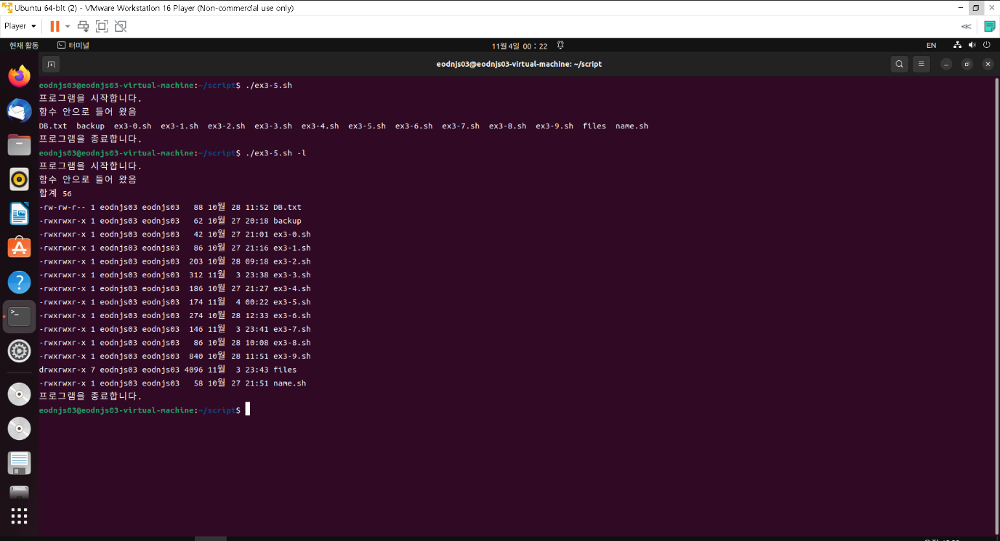 Ubuntu 64-bit (2) - VMware Workstation 16 Player (Non-commercial use only)
Player
현재 활동 터미널 11월 4일 00 : 22 EN
eodnjs03@eodnjs03-virtual-machine: ~/script
eodnjs03@eodnjs03-virtual-machine:~/script$ ./ex3-5.sh
프로그램을 시작합니다.
함수 안으로 들어 왔음
DB.txt backup ex3-0.sh ex3-1.sh ex3-2.sh ex3-3.sh ex3-4.sh ex3-5.sh ex3-6.sh ex3-7.sh ex3-8.sh ex3-9.sh files name.sh
프로그램을 종료합니다.
eodnjs03@eodnjs03-virtual-machine:~/script$ ./ex3-5.sh -l
프로그램을 시작합니다.
함수 안으로 들어 왔음
합계 56
-rw-rw-r-- 1 eodnjs03 eodnjs03 88 10월 28 11:52 DB.txt
-rwxrwxr-x 1 eodnjs03 eodnjs03 62 10월 27 20:18 backup
-rwxrwxr-x 1 eodnjs03 eodnjs03 42 10월 27 21:01 ex3-0.sh
-rwxrwxr-x 1 eodnjs03 eodnjs03 86 10월 27 21:16 ex3-1.sh
-rwxrwxr-x 1 eodnjs03 eodnjs03 203 10월 28 09:18 ex3-2.sh
-rwxrwxr-x 1 eodnjs03 eodnjs03 312 11월 3 23:38 ex3-3.sh
-rwxrwxr-x 1 eodnjs03 eodnjs03 186 10월 27 21:27 ex3-4.sh
-rwxrwxr-x 1 eodnjs03 eodnjs03 174 11월 4 00:22 ex3-5.sh
-rwxrwxr-x 1 eodnjs03 eodnjs03 274 10월 28 12:33 ex3-6.sh
-rwxrwxr-x 1 eodnjs03 eodnjs03 146 11월 3 23:41 ex3-7.sh
-rwxrwxr-x 1 eodnjs03 eodnjs03 86 10월 28 10:08 ex3-8.sh
-rwxrwxr-x 1 eodnjs03 eodnjs03 840 10월 28 11:51 ex3-9.sh
drwxrwxr-x 7 eodnjs03 eodnjs03 4096 11월 3 23:43 files
-rwxrwxr-x 1 eodnjs03 eodnjs03 58 10월 27 21:51 name.sh
프로그램을 종료합니다.
eodnjs03@eodnjs03-virtual-machine:~/script$